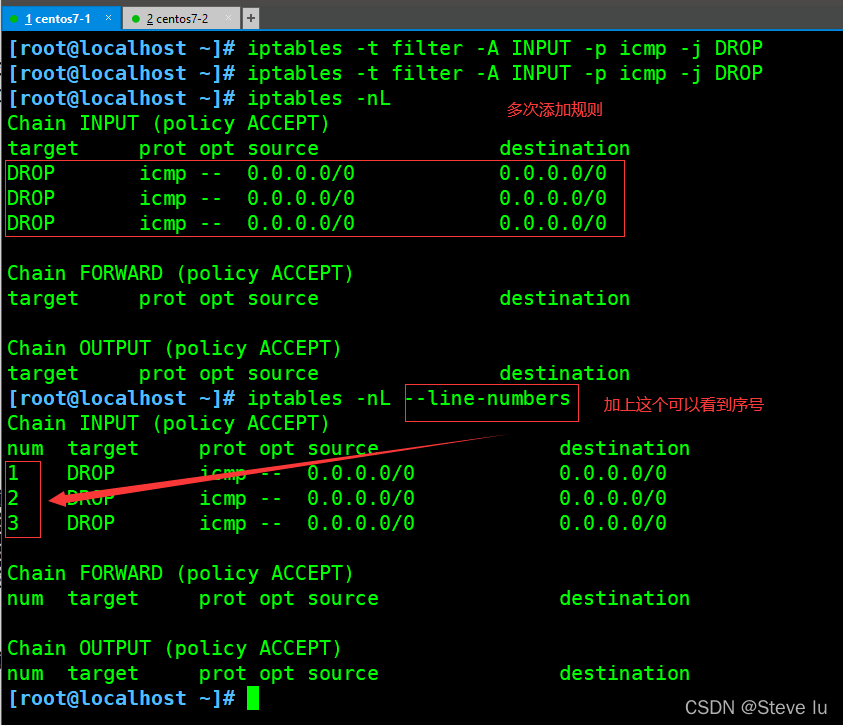 1 centos7-1 × 2 centos7-2 × +
[root@localhost ~]# iptables -t filter -A INPUT -p icmp -j DROP
[root@localhost ~]# iptables -t filter -A INPUT -p icmp -j DROP
[root@localhost ~]# iptables -nL
多次添加规则
Chain INPUT (policy ACCEPT)
target     prot opt source               destination
DROP       icmp --  0.0.0.0/0            0.0.0.0/0
DROP       icmp --  0.0.0.0/0            0.0.0.0/0
DROP       icmp --  0.0.0.0/0            0.0.0.0/0
Chain FORWARD (policy ACCEPT)
target     prot opt source               destination
Chain OUTPUT (policy ACCEPT)
target     prot opt source               destination
[root@localhost ~]# iptables -nL --line-numbers
加上这个可以看到序号
Chain INPUT (policy ACCEPT)
num  target     prot opt source               destination
1    DROP       icmp --  0.0.0.0/0            0.0.0.0/0
2    DROP       icmp --  0.0.0.0/0            0.0.0.0/0
3    DROP       icmp --  0.0.0.0/0            0.0.0.0/0
Chain FORWARD (policy ACCEPT)
num  target     prot opt source               destination
Chain OUTPUT (policy ACCEPT)
num  target     prot opt source               destination
[root@localhost ~]#
CSDN @Steve lu